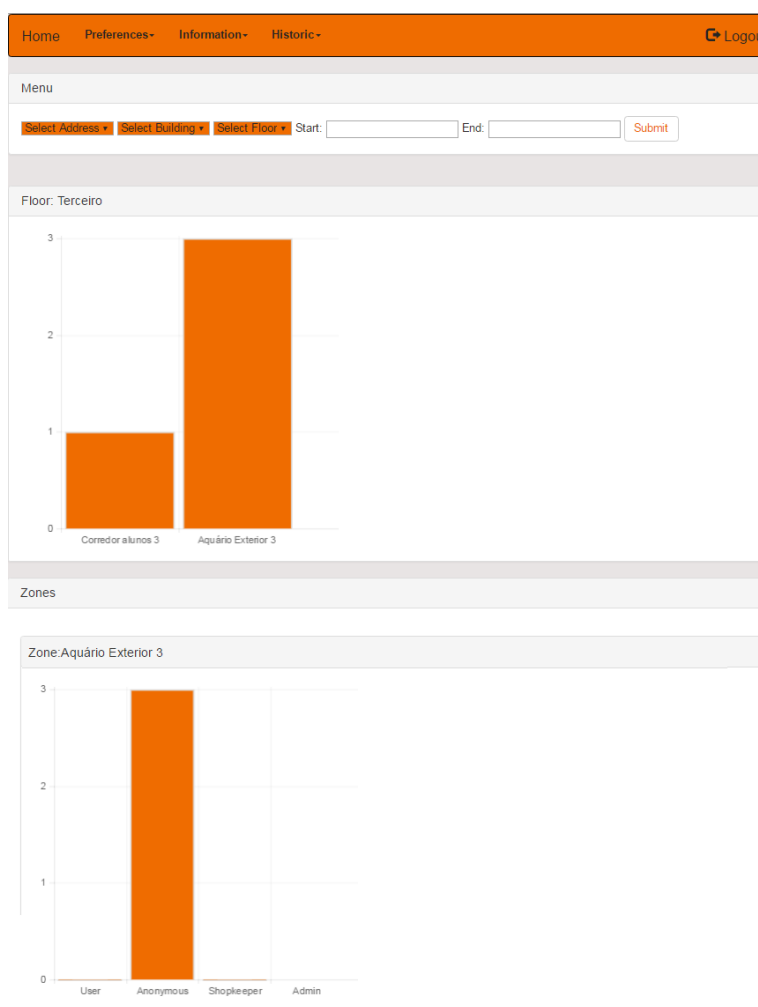 Home Preferences Information Historic Logou
Menu
Select Address Select Building Select Floor Start: End: Submit
Floor: Terceiro
3
2
1
0
Corredor alunos 3 Aquário Exterior 3
Zones
Zone:Aquário Exterior 3
3
2
1
0
User Anonymous Shopkeeper Admin